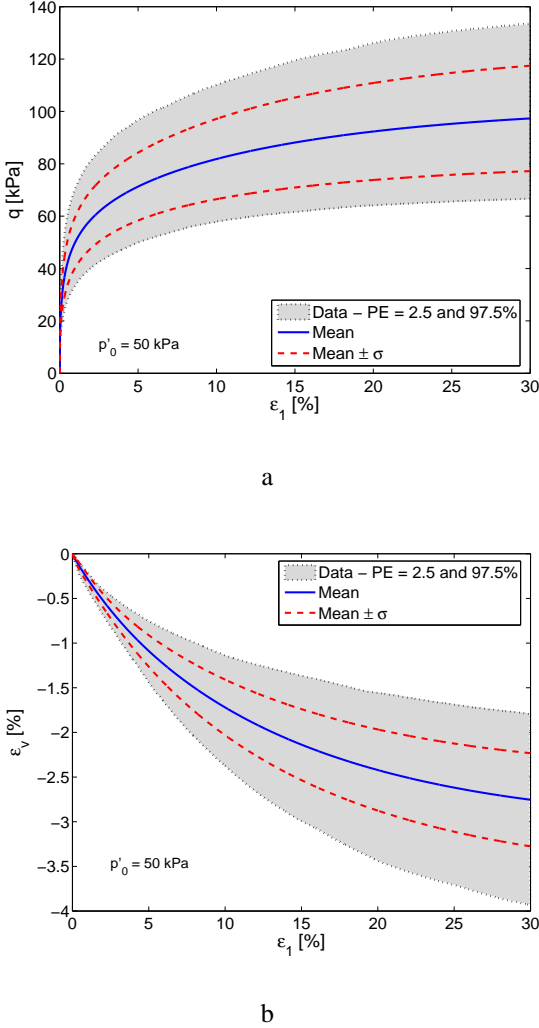 140
120
100
80
60
40
20
0
q [kPa]
Data − PE = 2.5 and 97.5%
Mean
Mean ± σ
p'0 = 50 kPa
0 5 10 15 20 25 30
ε1 [%]
a
0
−0.5
−1
−1.5
−2
−2.5
−3
−3.5
−4
εv [%]
Data − PE = 2.5 and 97.5%
Mean
Mean ± σ
p'0 = 50 kPa
0 5 10 15 20 25 30
ε1 [%]
b